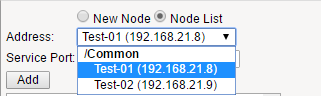 New Node Node List
Address: Test-01 (192.168.21.8)
/Common
Test-01 (192.168.21.8)
Service Port:
Test-02 (192.168.21.9)
Add